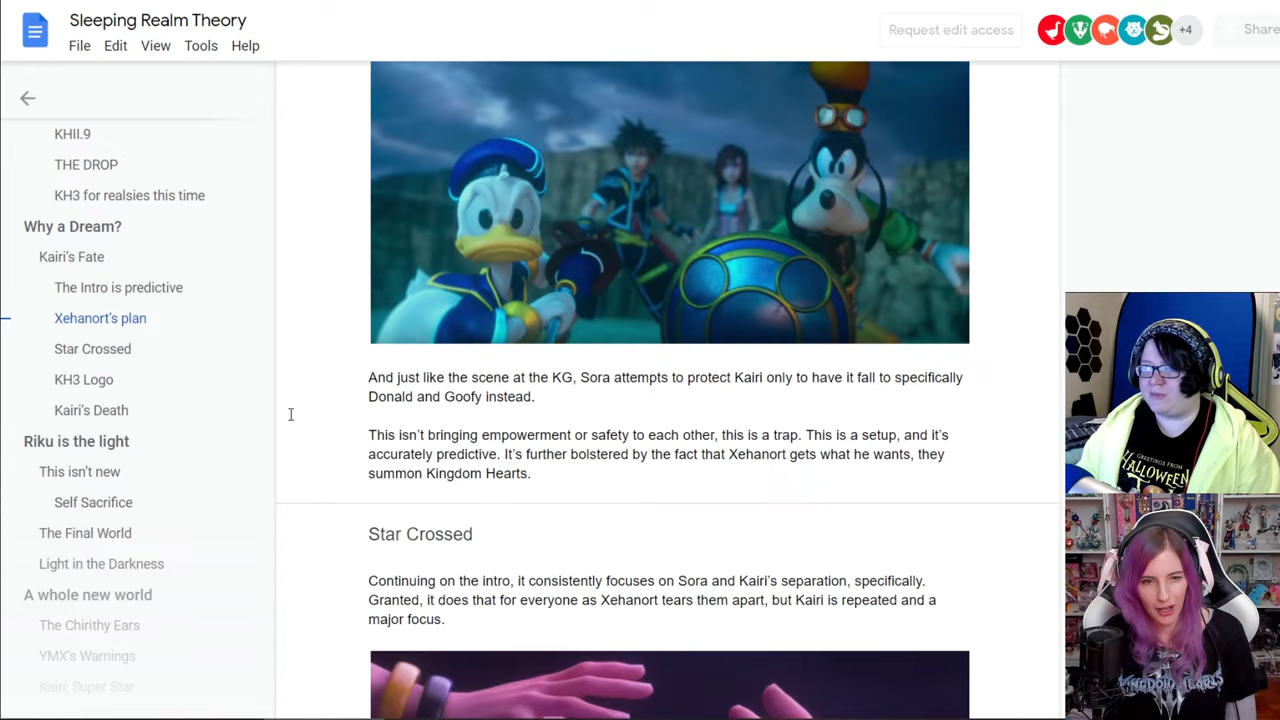 Sleeping Realm Theory
File Edit View Tools Help
Request edit access
+4
Share
KHII.9
THE DROP
KH3 for realsies this time
Why a Dream?
Kairi’s Fate
The Intro is predictive
Xehanort’s plan
Star Crossed
KH3 Logo
Kairi’s Death
Riku is the light
This isn’t new
Self Sacrifice
The Final World
Light in the Darkness
A whole new world
The Chirithy Ears
YMX’s Warnings
Kairi; Super Star
And just like the scene at the KG, Sora attempts to protect Kairi only to have it fall to specifically
Donald and Goofy instead.
This isn’t bringing empowerment or safety to each other, this is a trap. This is a setup, and it’s
accurately predictive. It’s further bolstered by the fact that Xehanort gets what he wants, they
summon Kingdom Hearts.
Star Crossed
Continuing on the intro, it consistently focuses on Sora and Kairi’s separation, specifically.
Granted, it does that for everyone as Xehanort tears them apart, but Kairi is repeated and a
major focus.
GREETINGS FROM
HALLOWEEN
Disney
KINGDOM HEARTS